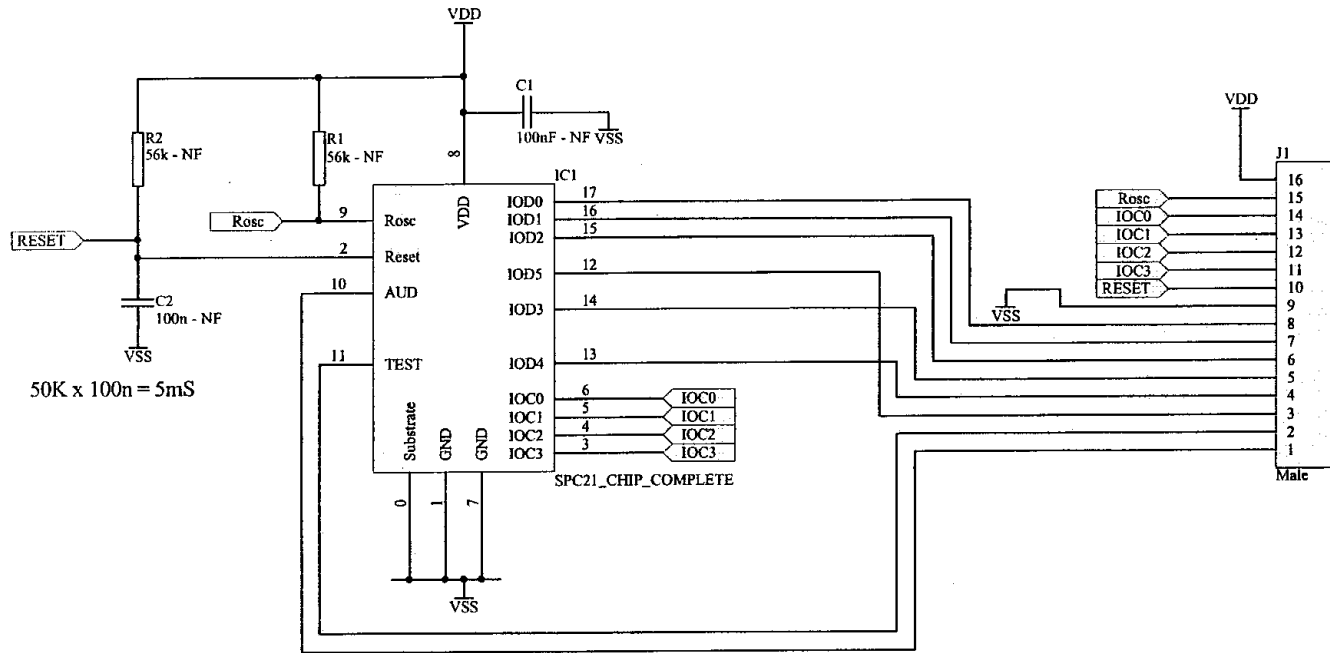 VDD
C1
100nF - NF
VSS
VDD
R2
56k - NF
R1
56k - NF
8
J1
IC1
Rosc
9
Rosc
VDD
IOD0
17
IOD1
16
IOD2
15
RESET
2
Reset
IOD5
12
10
AUD
IOD3
14
C2
100n - NF
VSS
11
TEST
IOD4
13
50K x 100n = 5mS
IOC0
6
IOC0
IOC1
5
IOC1
IOC2
4
IOC2
IOC3
3
IOC3
Substrate
GND
GND
SPC21_CHIP_COMPLETE
0
1
7
VSS
16
Rosc
15
IOC0
14
IOC1
13
IOC2
12
IOC3
11
RESET
10
VSS
9
8
7
6
5
4
3
2
1
Male